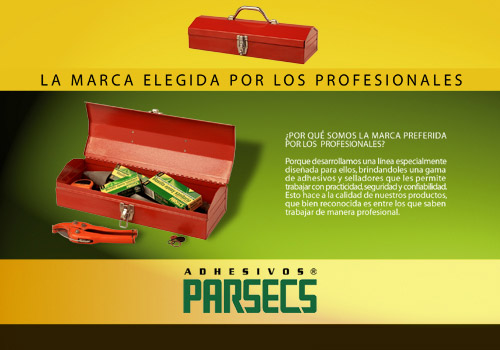 LA MARCA ELEGIDA POR LOS PROFESIONALES
¿POR QUÉ SOMOS LA MARCA PREFERIDA
POR LOS PROFESIONALES?
Porque desarrollamos una línea especialmente
diseñada para ellos, brindandoles una gama
de adhesivos y selladores que les permite
trabajar con practicidad, seguridad y confiabilidad.
Esto hace a la calidad de nuestros productos,
que bien reconocida es entre los que saben
trabajar de manera profesional.
ADHESIVOS®
PARSECS